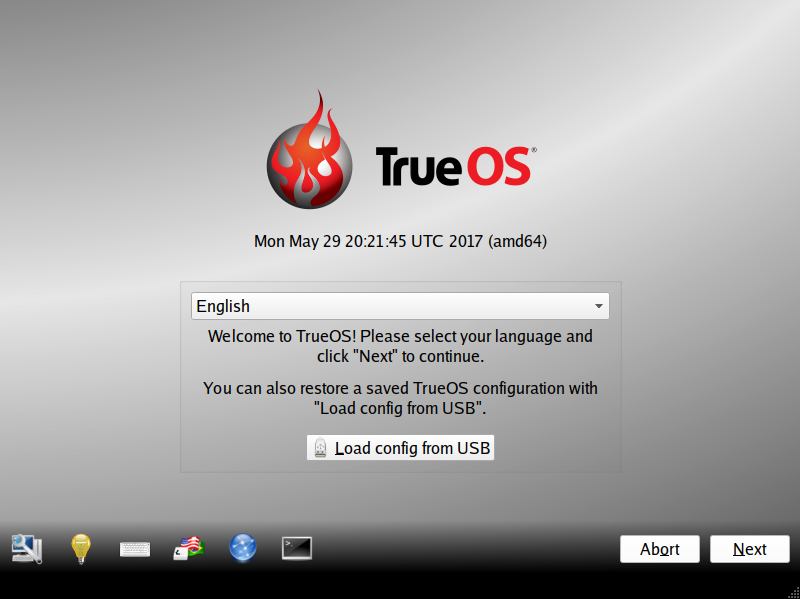 TrueOS®
Mon May 29 20:21:45 UTC 2017 (amd64)
English
Welcome to TrueOS! Please select your language and
click "Next" to continue.
You can also restore a saved TrueOS configuration with
"Load config from USB".
Load config from USB
Abort
Next